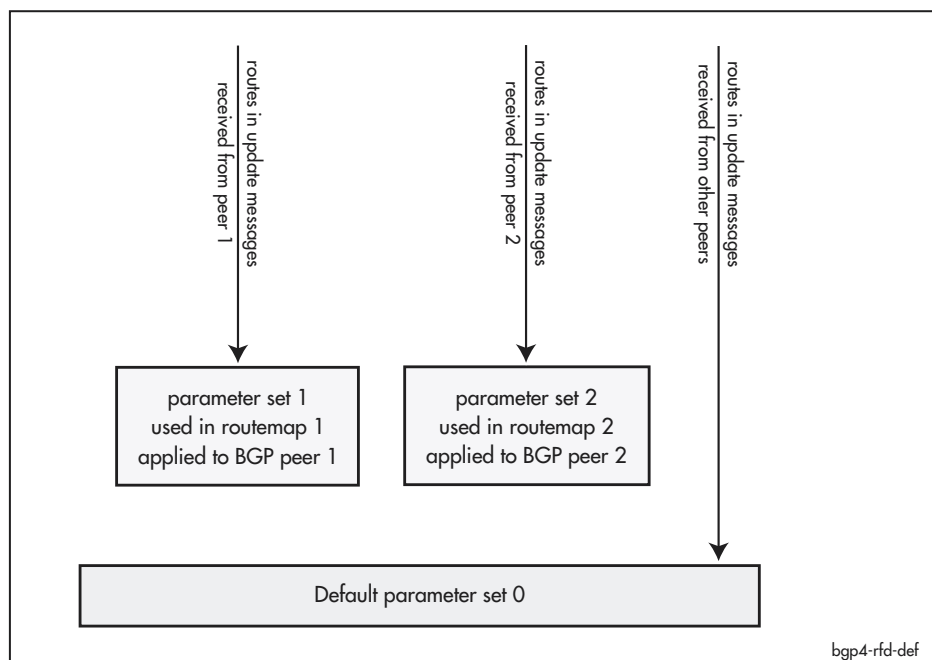 routes in update messages
received from peer 1
routes in update messages
received from peer 2
routes in update messages
received from other peers
parameter set 1
used in routemap 1
applied to BGP peer 1
parameter set 2
used in routemap 2
applied to BGP peer 2
Default parameter set 0
bgp4-rfd-def